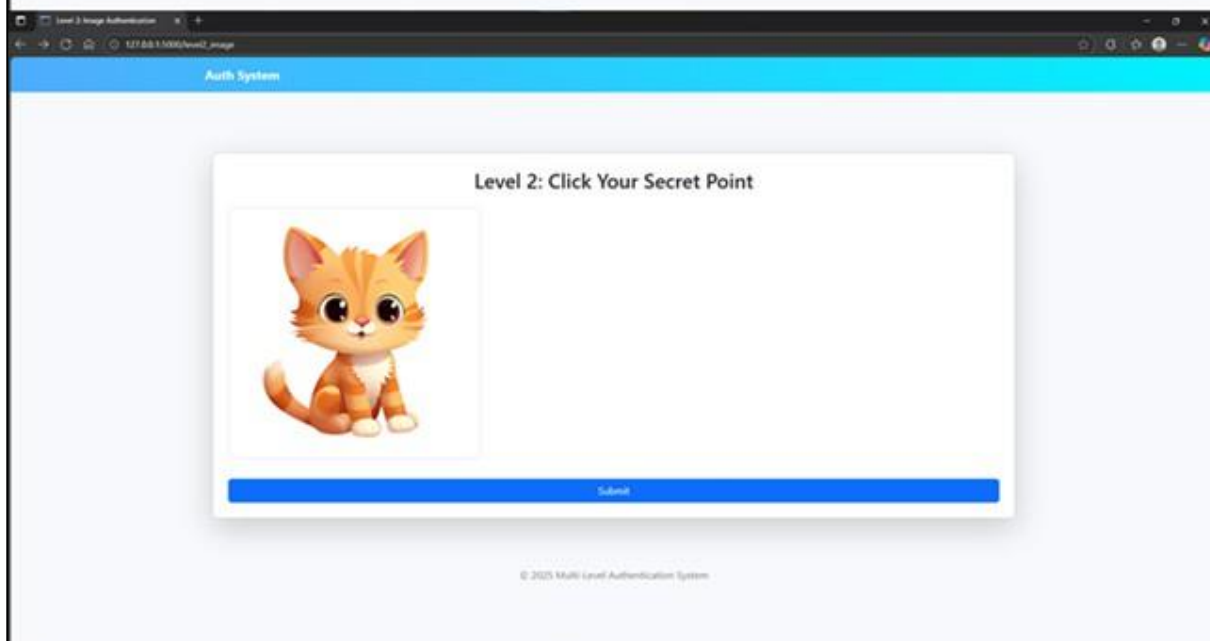 Level 2: Image Authentication
127.0.0.1:5000/level2_image
Auth System
Level 2: Click Your Secret Point
Submit
© 2025 Multi-Level Authentication System